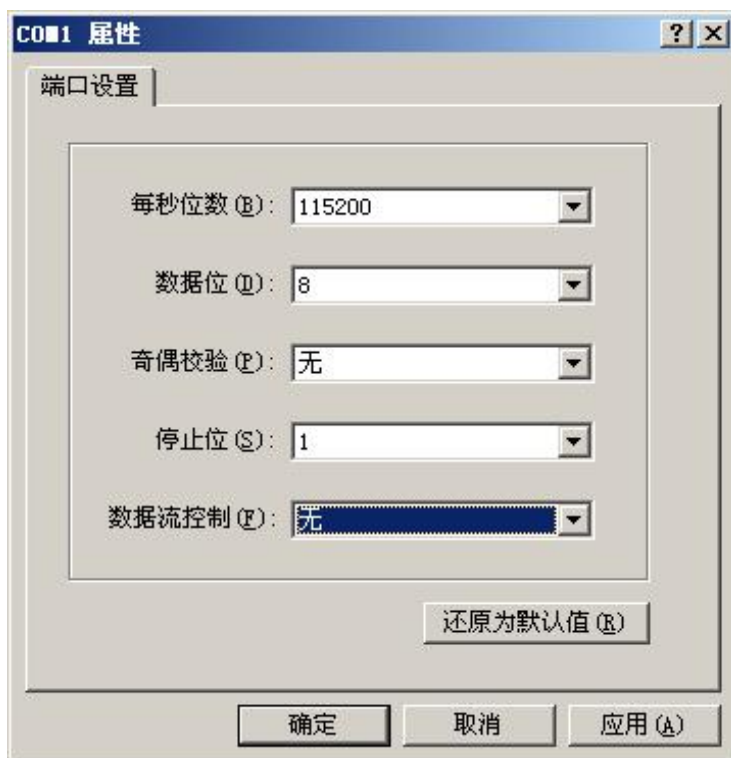 COM1 属性
端口设置
每秒位数(B): 115200
数据位(D): 8
奇偶校验(P): 无
停止位(S): 1
数据流控制(F): 无
还原为默认值(R)
确定 取消 应用(A)